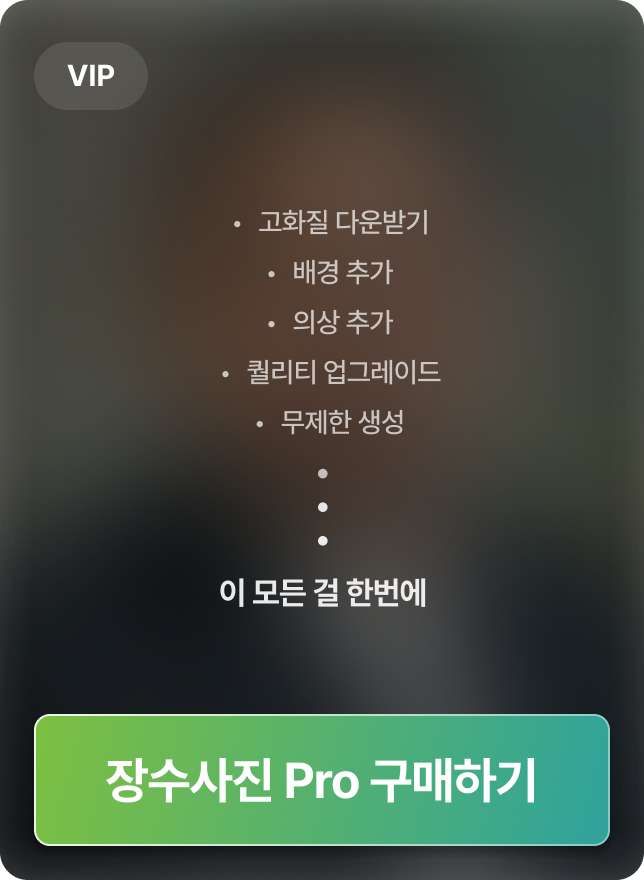 VIP
• 고화질 다운받기
• 배경 추가
• 의상 추가
• 퀄리티 업그레이드
• 무제한 생성
이 모든 걸 한번에
장수사진 Pro 구매하기